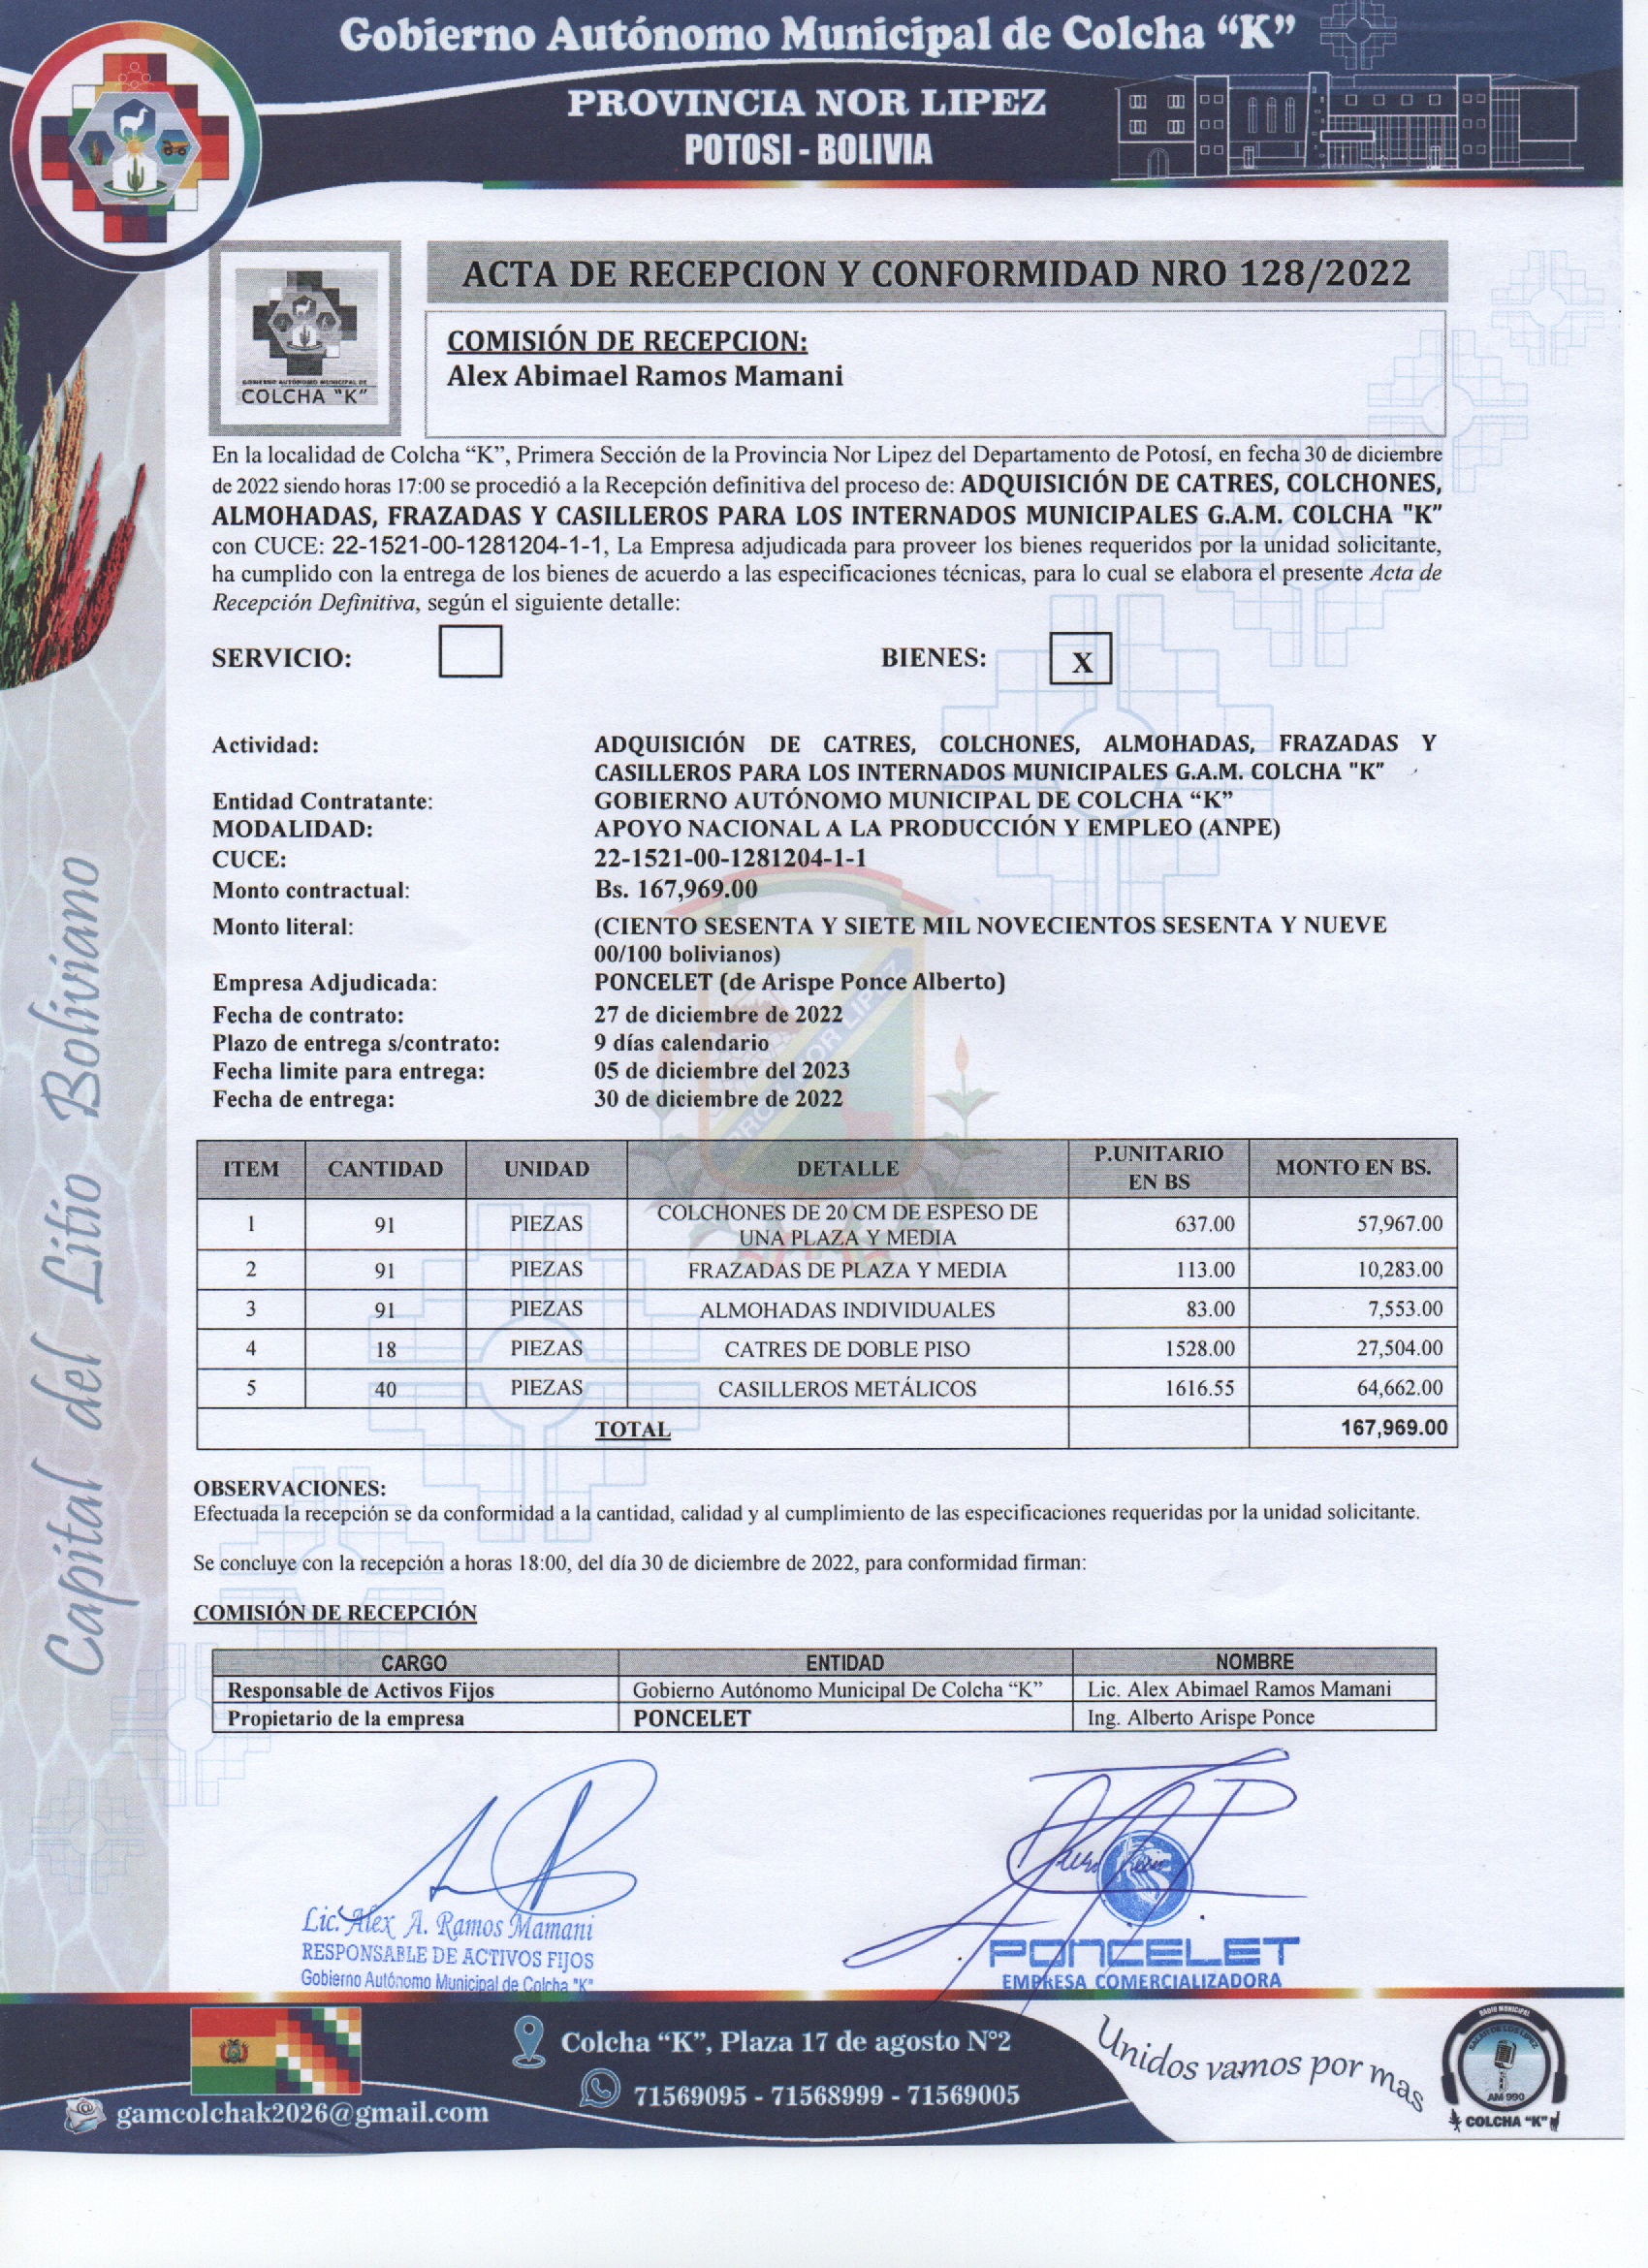 Gobierno Autónomo Municipal de Colcha “K”
PROVINCIA NOR LIPEZ
POTOSI - BOLIVIA
ACTA DE RECEPCION Y CONFORMIDAD NRO 128/2022
GOBIERNO AUTÓNOMO MUNICIPAL DE
COLCHA "K"
COMISIÓN DE RECEPCION:
Alex Abimael Ramos Mamani
En la localidad de Colcha “K”, Primera Sección de la Provincia Nor Lipez del Departamento de Potosí, en fecha 30 de diciembre
de 2022 siendo horas 17:00 se procedió a la Recepción definitiva del proceso de: ADQUISICIÓN DE CATRES, COLCHONES,
ALMOHADAS, FRAZADAS Y CASILLEROS PARA LOS INTERNADOS MUNICIPALES G.A.M. COLCHA "K"
con CUCE: 22-1521-00-1281204-1-1, La Empresa adjudicada para proveer los bienes requeridos por la unidad solicitante,
ha cumplido con la entrega de los bienes de acuerdo a las especificaciones técnicas, para lo cual se elabora el presente Acta de
Recepción Definitiva, según el siguiente detalle:
SERVICIO: BIENES: X
Actividad: ADQUISICIÓN DE CATRES, COLCHONES, ALMOHADAS, FRAZADAS Y
CASILLEROS PARA LOS INTERNADOS MUNICIPALES G.A.M. COLCHA "K"
Entidad Contratante: GOBIERNO AUTÓNOMO MUNICIPAL DE COLCHA “K”
MODALIDAD: APOYO NACIONAL A LA PRODUCCIÓN Y EMPLEO (ANPE)
CUCE: 22-1521-00-1281204-1-1
Monto contractual: Bs. 167,969.00
Monto literal: (CIENTO SESENTA Y SIETE MIL NOVECIENTOS SESENTA Y NUEVE
00/100 bolivianos)
Empresa Adjudicada: PONCELET (de Arispe Ponce Alberto)
Fecha de contrato: 27 de diciembre de 2022
Plazo de entrega s/contrato: 9 días calendario
Fecha limite para entrega: 05 de diciembre del 2023
Fecha de entrega: 30 de diciembre de 2022
PROV. NOR LIPEZ
ITEM CANTIDAD UNIDAD DETALLE P.UNITARIO EN BS MONTO EN BS.
1 91 PIEZAS COLCHONES DE 20 CM DE ESPESO DE UNA PLAZA Y MEDIA 637.00 57,967.00
2 91 PIEZAS FRAZADAS DE PLAZA Y MEDIA 113.00 10,283.00
3 91 PIEZAS ALMOHADAS INDIVIDUALES 83.00 7,553.00
4 18 PIEZAS CATRES DE DOBLE PISO 1528.00 27,504.00
5 40 PIEZAS CASILLEROS METÁLICOS 1616.55 64,662.00
TOTAL 167,969.00
OBSERVACIONES:
Efectuada la recepción se da conformidad a la cantidad, calidad y al cumplimiento de las especificaciones requeridas por la unidad solicitante.
Se concluye con la recepción a horas 18:00, del día 30 de diciembre de 2022, para conformidad firman:
COMISIÓN DE RECEPCIÓN
CARGO ENTIDAD NOMBRE
Responsable de Activos Fijos Gobierno Autónomo Municipal De Colcha “K” Lic. Alex Abimael Ramos Mamani
Propietario de la empresa PONCELET Ing. Alberto Arispe Ponce
Lic. Alex A. Ramos Mamani
RESPONSABLE DE ACTIVOS FIJOS
Gobierno Autónomo Municipal de Colcha "K"
PONCELET
EMPRESA COMERCIALIZADORA
Capital del Litio Boliviano
Colcha “K”, Plaza 17 de agosto N°2
71569095 - 71568999 - 71569005
gamcolchak2026@gmail.com
Unidos vamos por mas
RADIO MUNICIPAL
AM 990
COLCHA “K”